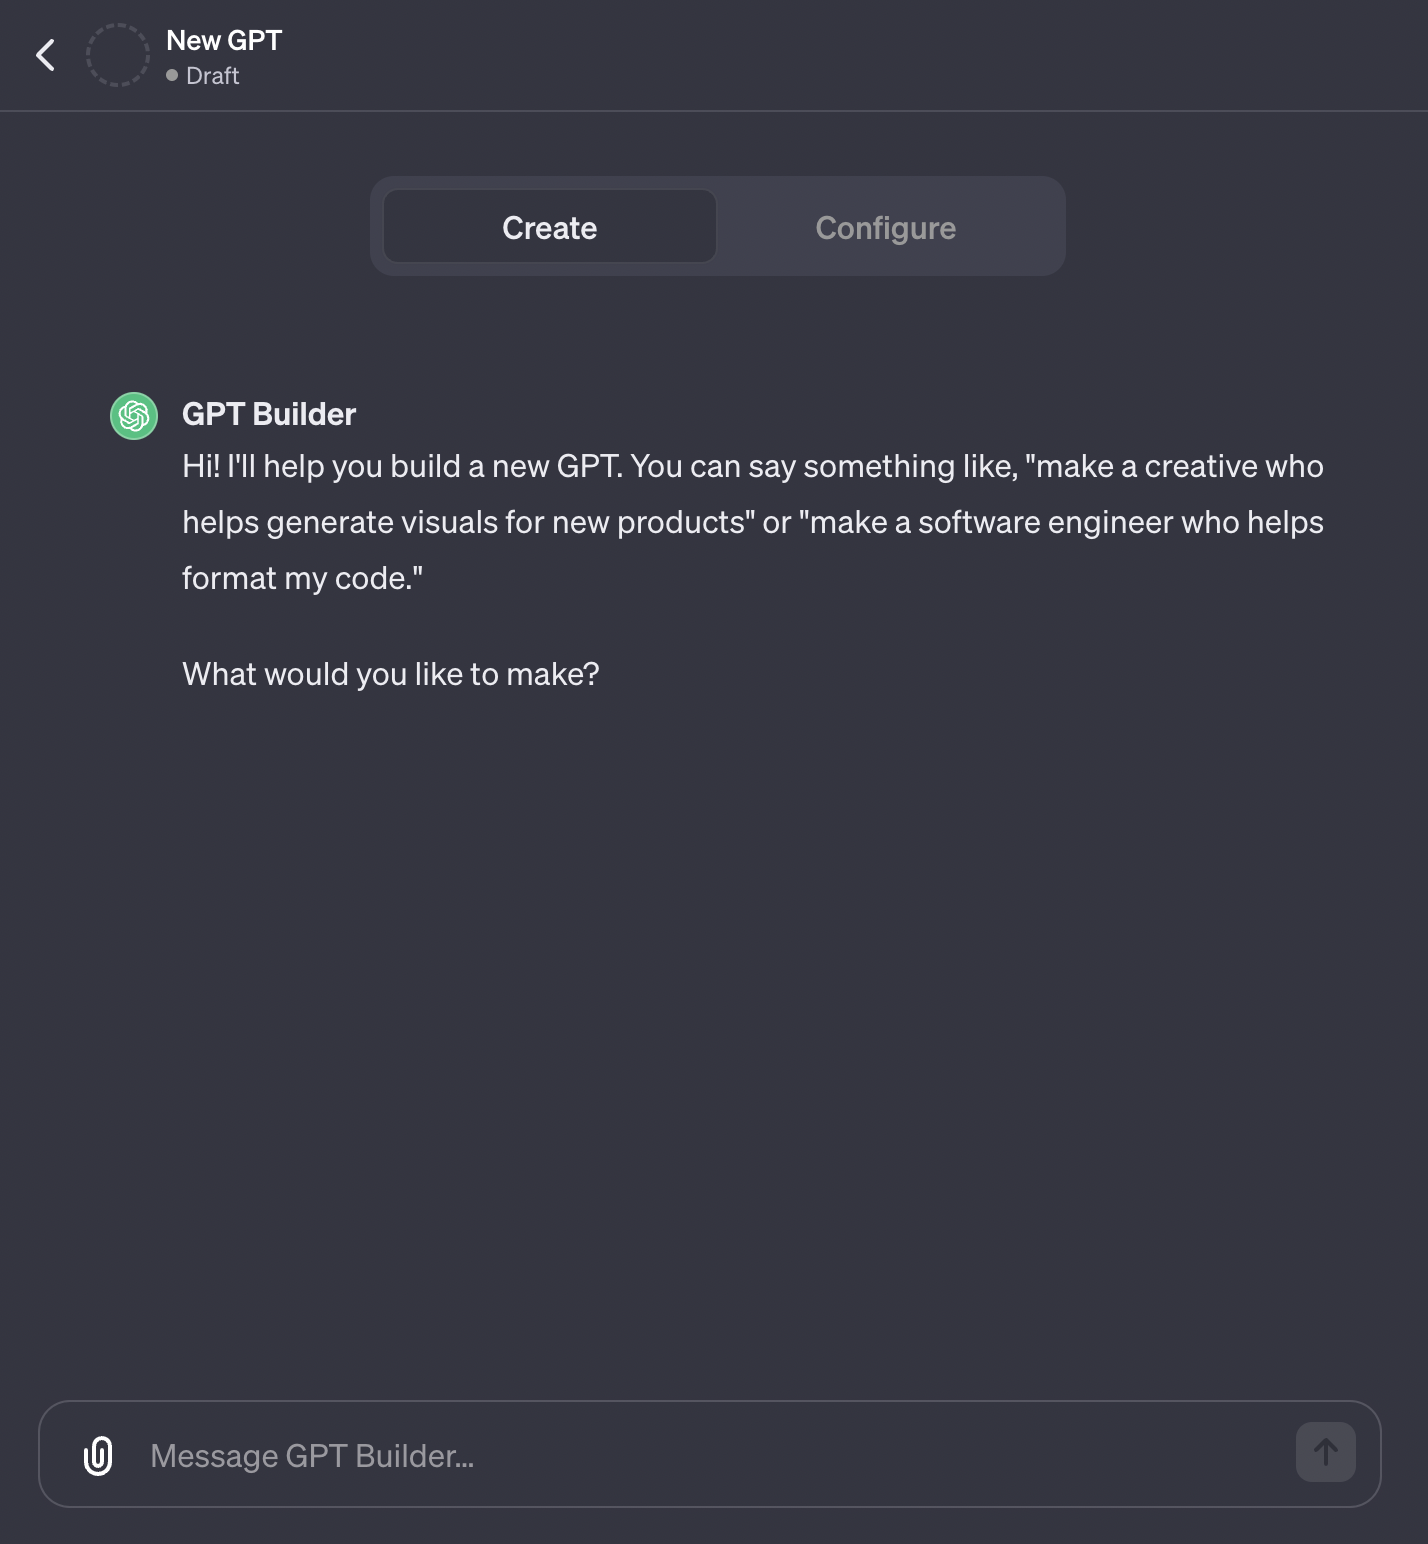 New GPT
Draft
Create
Configure
GPT Builder
Hi! I'll help you build a new GPT. You can say something like, "make a creative who
helps generate visuals for new products" or "make a software engineer who helps
format my code."
What would you like to make?
Message GPT Builder...